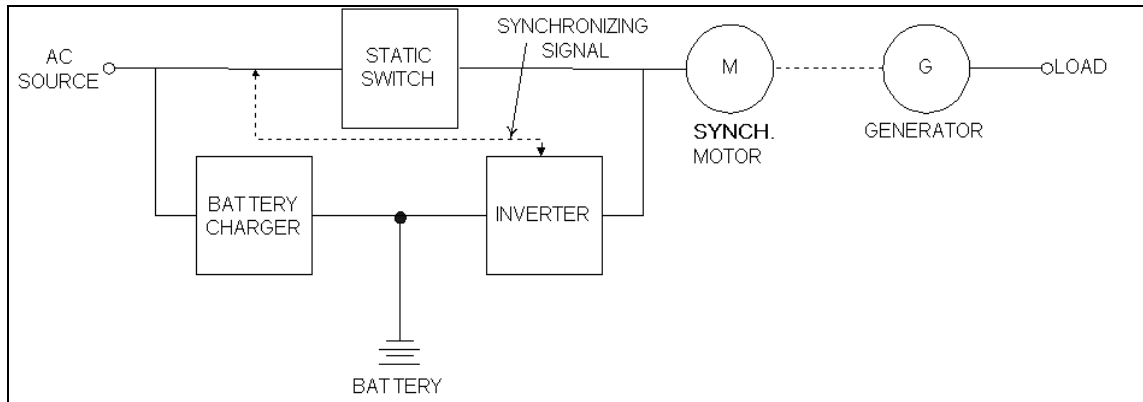 AC
SOURCE
STATIC
SWITCH
SYNCHRONIZING
SIGNAL
M
SYNCH.
MOTOR
G
GENERATOR
LOAD
BATTERY
CHARGER
INVERTER
BATTERY